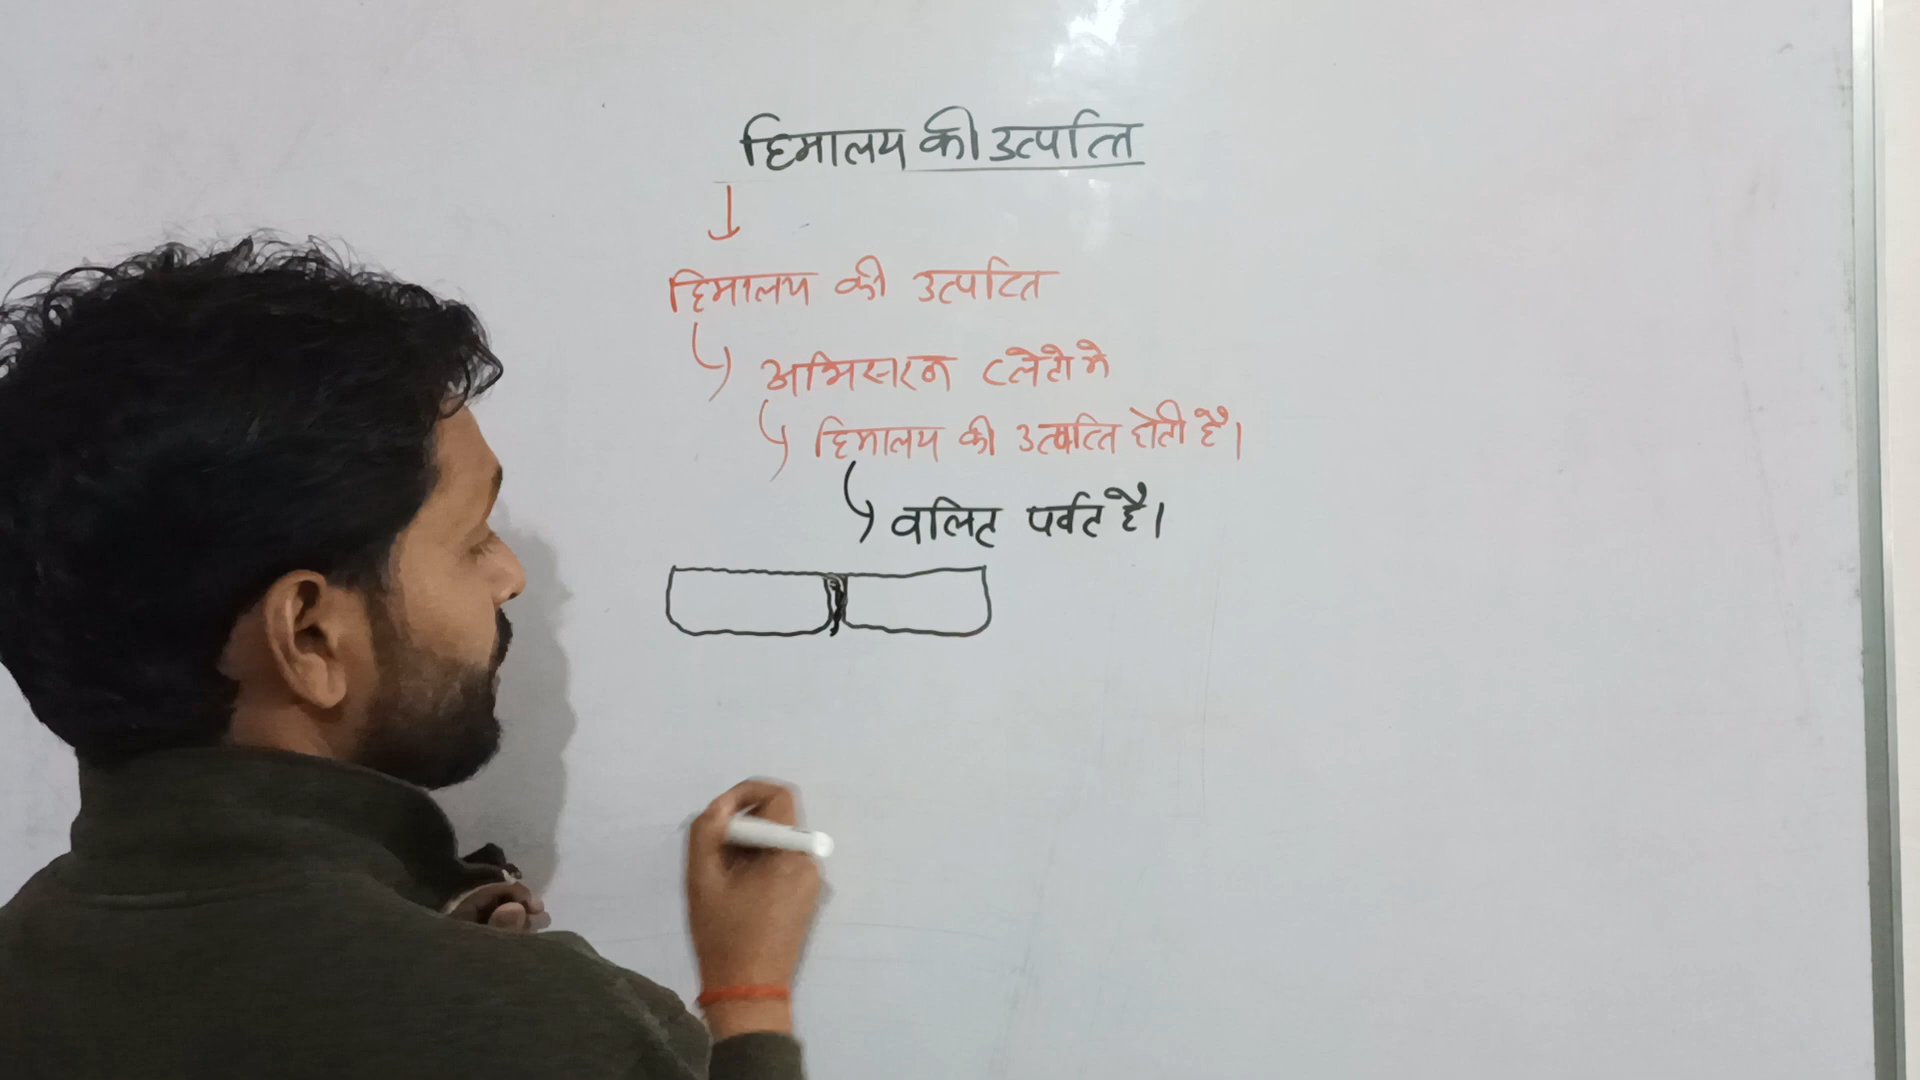 हिमालय की उत्पत्ति
हिमालय की उत्पत्ति
अभिसरण प्लेटो मे
हिमालय की उत्पत्ति होती है।
वलित पर्वत है।